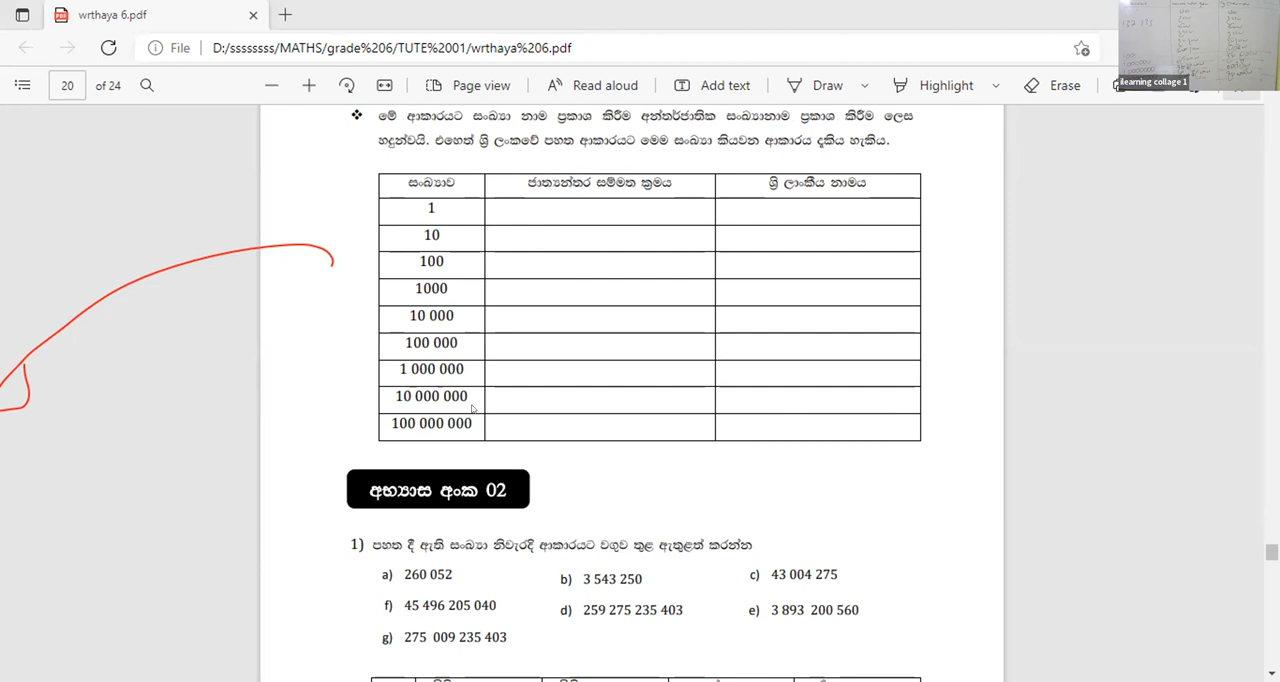 wrthaya 6.pdf
File
D:/ssssssss/MATHS/grade%206/TUTE%2001/wrthaya%206.pdf
ilearning collage 1
20 of 24
Page view
Read aloud
Add text
Draw
Highlight
Erase
❖ මේ ආකාරයට සංඛ්‍යා නාම ප්‍රකාශ කිරීම අන්තර්ජාතික සංඛ්‍යානාම ප්‍රකාශ කිරීම ලෙස
හඳුන්වයි. එහෙත් ශ්‍රි ලංකවේ පහත ආකාරයට මෙම සංඛ්‍යා කියවන ආකාරය දැකිය හැකිය.
සංඛ්‍යාව ජාත්‍යන්තර සම්මත ක්‍රමය ශ්‍රි ලාංකීය නාමය
1
10
100
1000
10 000
100 000
1 000 000
10 000 000
100 000 000
අභ්‍යාස අංක 02
1) පහත දී ඇති සංඛ්‍යා නිවැරදි ආකාරයට වගුව තුළ ඇතුළත් කරන්න
a) 260 052 b) 3 543 250 c) 43 004 275
f) 45 496 205 040 d) 259 275 235 403 e) 3 893 200 560
g) 275 009 235 403